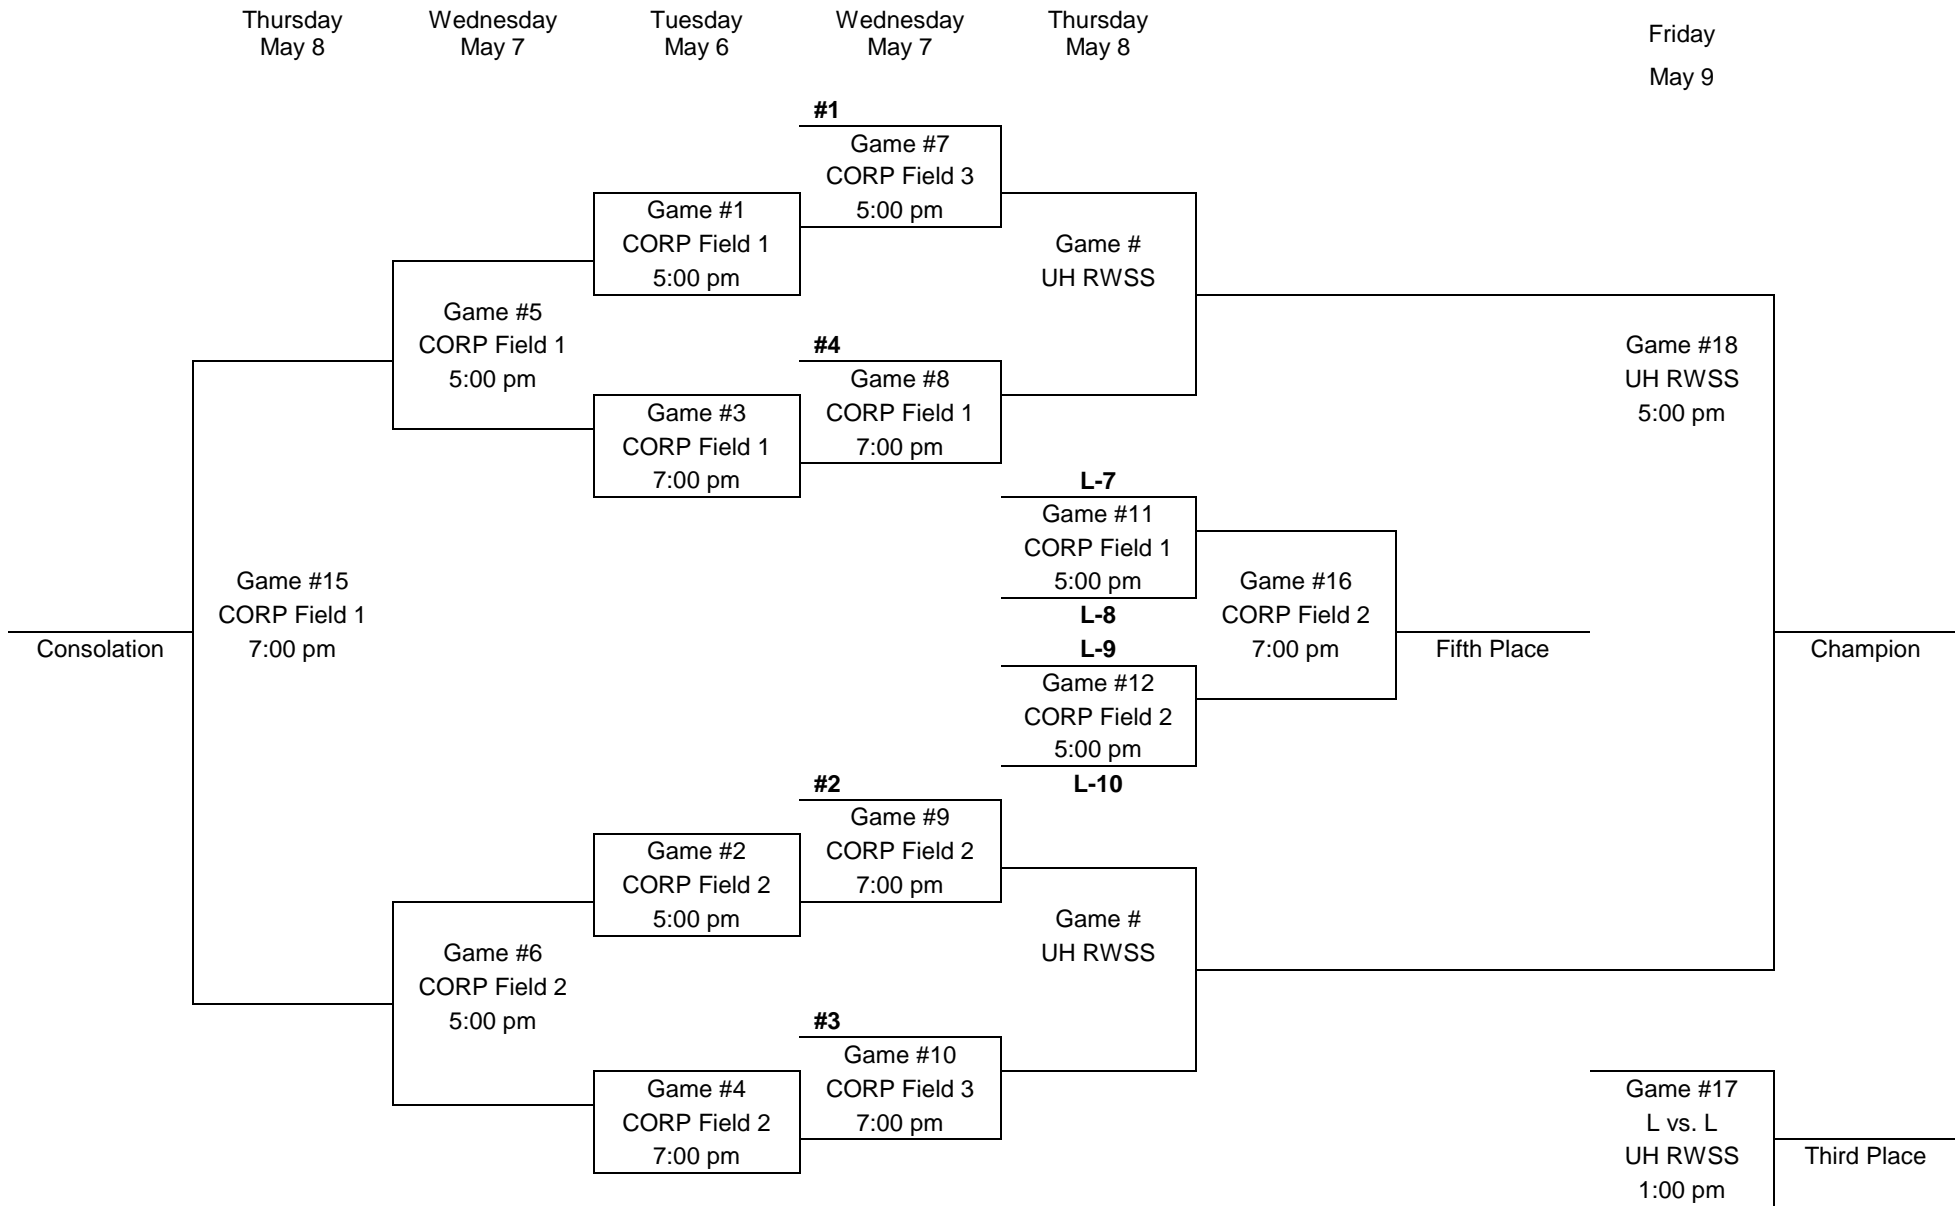 Thursday
May 8
Wednesday
May 7
Tuesday
May 6
Wednesday
May 7
Thursday
May 8
Friday
May 9
#1
Game #7
CORP Field 3
5:00 pm
Game #1
CORP Field 1
5:00 pm
Game #
UH RWSS
Game #5
CORP Field 1
5:00 pm
#4
Game #8
CORP Field 1
7:00 pm
Game #18
UH RWSS
5:00 pm
Game #3
CORP Field 1
7:00 pm
L-7
Game #11
CORP Field 1
5:00 pm
L-8
Game #15
CORP Field 1
7:00 pm
Consolation
Game #16
CORP Field 2
7:00 pm
Fifth Place
Champion
L-9
Game #12
CORP Field 2
5:00 pm
L-10
#2
Game #9
CORP Field 2
7:00 pm
Game #2
CORP Field 2
5:00 pm
Game #
UH RWSS
Game #6
CORP Field 2
5:00 pm
#3
Game #10
CORP Field 3
7:00 pm
Game #4
CORP Field 2
7:00 pm
Game #17
L vs. L
UH RWSS
1:00 pm
Third Place